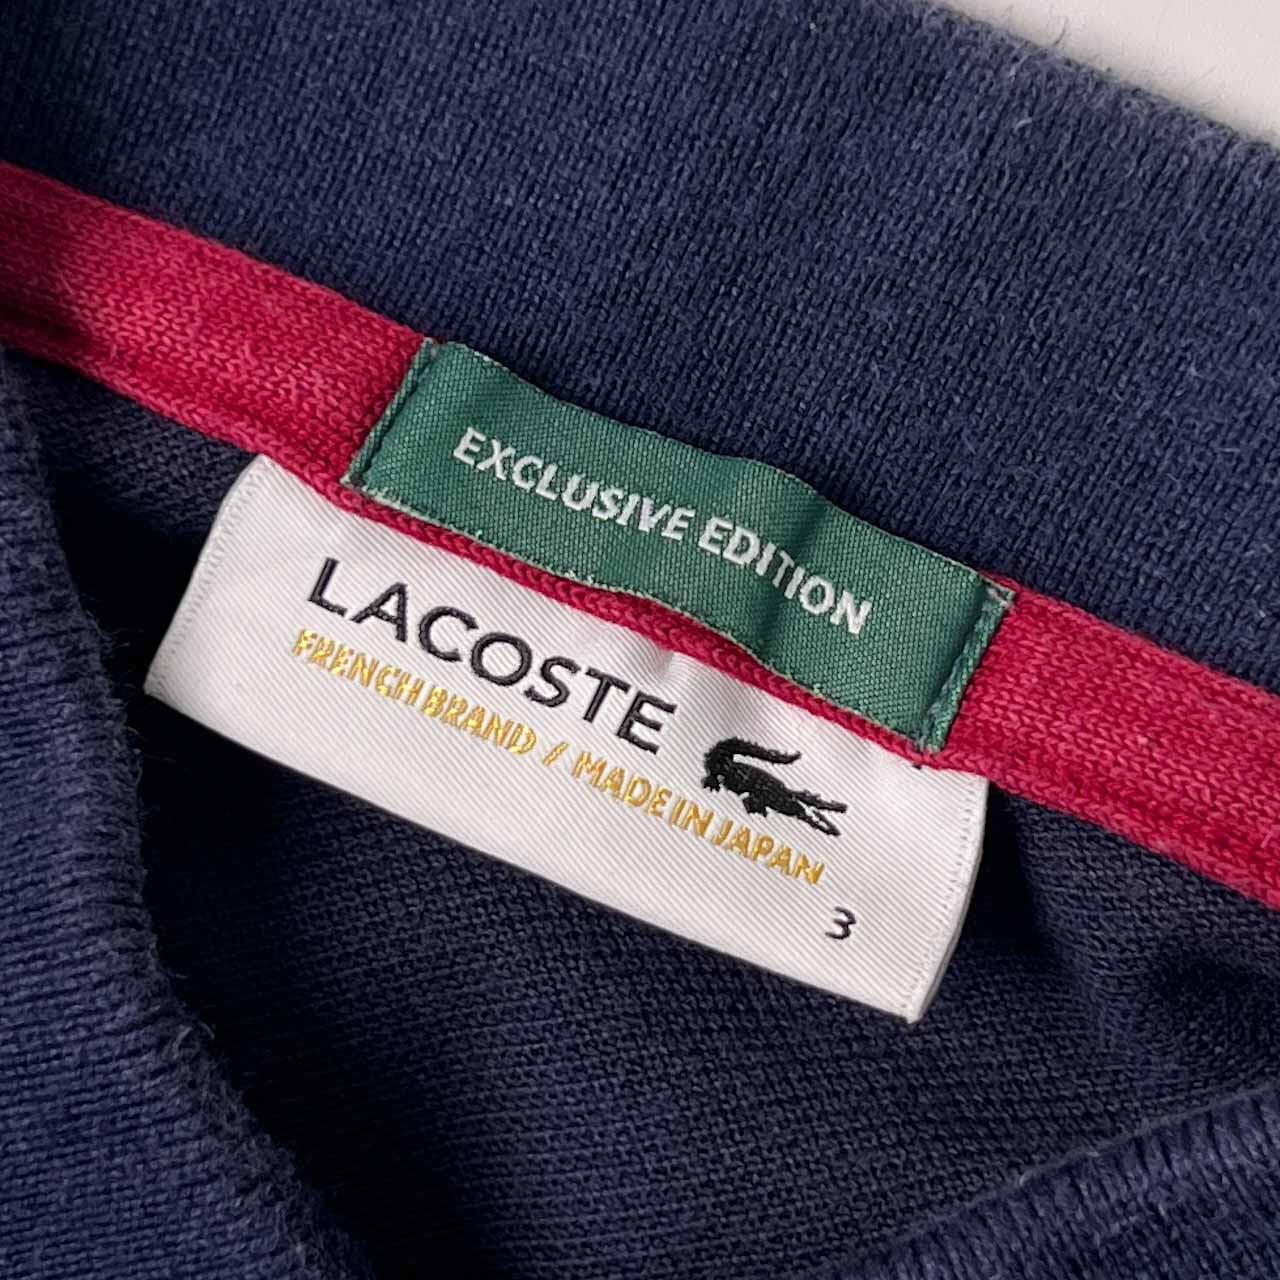 EXCLUSIVE EDITION
LACOSTE
FRENCH BRAND / MADE IN JAPAN
3